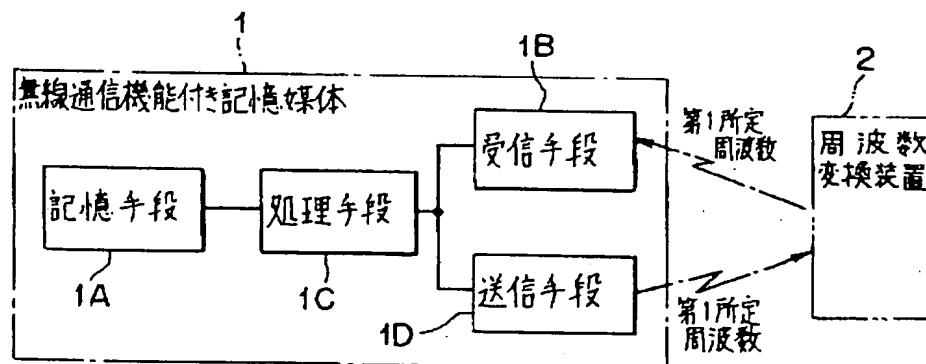 1
無線通信機能付き記憶媒体
1B
受信手段
第1所定
周波数
2
周波数
変換装置
記憶手段
1A
処理手段
1C
送信手段
1D
第1所定
周波数